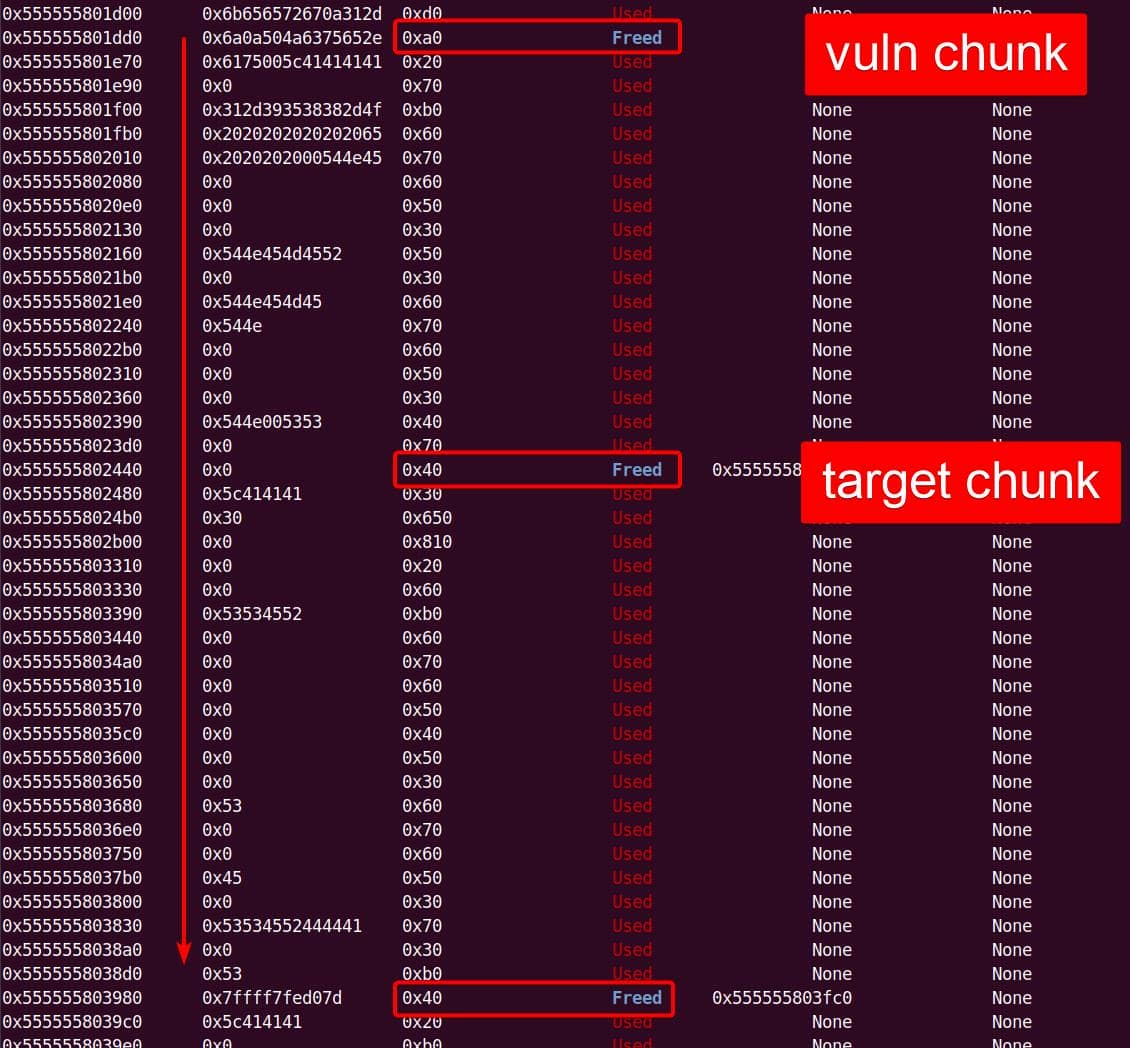 0x555555801d00 0x6b656572670a312d 0xd0 Used None None
0x555555801dd0 0x6a0a504a6375652e 0xa0 Freed vuln chunk
0x555555801e70 0x6175005c41414141 0x20 Used
0x555555801e90 0x0 0x70 Used
0x555555801f00 0x312d393538382d4f 0xb0 Used None None
0x555555801fb0 0x2020202020202065 0x60 Used None None
0x555555802010 0x2020202000544e45 0x70 Used None None
0x555555802080 0x0 0x60 Used None None
0x5555558020e0 0x0 0x50 Used None None
0x555555802130 0x0 0x30 Used None None
0x555555802160 0x544e454d4552 0x50 Used None None
0x5555558021b0 0x0 0x30 Used None None
0x5555558021e0 0x544e454d45 0x60 Used None None
0x555555802240 0x544e 0x70 Used None None
0x5555558022b0 0x0 0x60 Used None None
0x555555802310 0x0 0x50 Used None None
0x555555802360 0x0 0x30 Used None None
0x555555802390 0x544e005353 0x40 Used None None
0x5555558023d0 0x0 0x70 Used
0x555555802440 0x0 0x40 Freed 0x5555558 target chunk
0x555555802480 0x5c414141 0x30 Used
0x5555558024b0 0x30 0x650 Used
0x555555802b00 0x0 0x810 Used None None
0x555555803310 0x0 0x20 Used None None
0x555555803330 0x0 0x60 Used None None
0x555555803390 0x53534552 0xb0 Used None None
0x555555803440 0x0 0x60 Used None None
0x5555558034a0 0x0 0x70 Used None None
0x555555803510 0x0 0x60 Used None None
0x555555803570 0x0 0x50 Used None None
0x5555558035c0 0x0 0x40 Used None None
0x555555803600 0x0 0x50 Used None None
0x555555803650 0x0 0x30 Used None None
0x555555803680 0x53 0x60 Used None None
0x5555558036e0 0x0 0x70 Used None None
0x555555803750 0x0 0x60 Used None None
0x5555558037b0 0x45 0x50 Used None None
0x555555803800 0x0 0x30 Used None None
0x555555803830 0x53534552444441 0x70 Used None None
0x5555558038a0 0x0 0x30 Used None None
0x5555558038d0 0x53 0xb0 Used None None
0x555555803980 0x7ffff7fed07d 0x40 Freed 0x555555803fc0 None
0x5555558039c0 0x5c414141 0x20 Used None None
0x5555558039e0 0x0 0xb0 Used None None